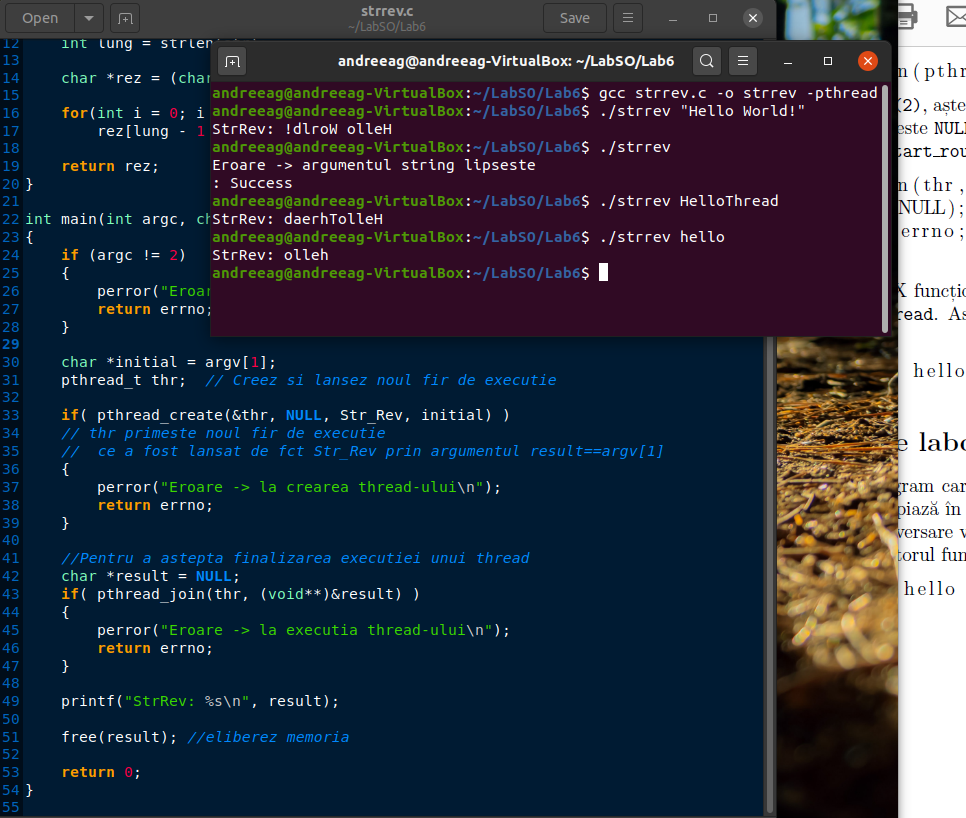 Open
strrev.c
~/LabSO/Lab6
Save
12 int lung = strlen
13
14 char *rez = (char
15
16 for(int i = 0; i
17 rez[lung - 1
18
19 return rez;
20 }
21
22 int main(int argc, ch
23 {
24 if (argc != 2)
25 {
26 perror("Eroar
27 return errno;
28 }
29
30 char *initial = argv[1];
31 pthread_t thr; // Creez si lansez noul fir de executie
32
33 if( pthread_create(&thr, NULL, Str_Rev, initial) )
34 // thr primeste noul fir de executie
35 // ce a fost lansat de fct Str_Rev prin argumentul result==argv[1]
36 {
37 perror("Eroare -> la crearea thread-ului\n");
38 return errno;
39 }
40
41 //Pentru a astepta finalizarea executiei unui thread
42 char *result = NULL;
43 if( pthread_join(thr, (void**)&result) )
44 {
45 perror("Eroare -> la executia thread-ului\n");
46 return errno;
47 }
48
49 printf("StrRev: %s\n", result);
50
51 free(result); //eliberez memoria
52
53 return 0;
54 }
55
andreeag@andreeag-VirtualBox: ~/LabSO/Lab6
andreeag@andreeag-VirtualBox:~/LabSO/Lab6$ gcc strrev.c -o strrev -pthread
andreeag@andreeag-VirtualBox:~/LabSO/Lab6$ ./strrev "Hello World!"
StrRev: !dlroW olleH
andreeag@andreeag-VirtualBox:~/LabSO/Lab6$ ./strrev
Eroare -> argumentul string lipseste
: Success
andreeag@andreeag-VirtualBox:~/LabSO/Lab6$ ./strrev HelloThread
StrRev: daerhTolleH
andreeag@andreeag-VirtualBox:~/LabSO/Lab6$ ./strrev hello
StrRev: olleh
andreeag@andreeag-VirtualBox:~/LabSO/Lab6$
n(pthr
(2), aște
este NULL
tart_rou
n(thr,
NULL);
errno;
X funcțio
read. As
hello
e labo
gram car
piază în
versare v
torul fun
hello